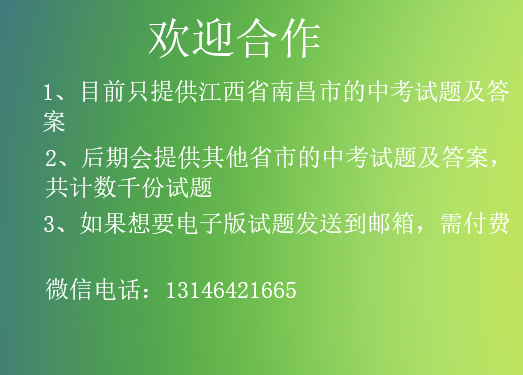 欢迎合作
1、目前只提供江西省南昌市的中考试题及答
案
2、后期会提供其他省市的中考试题及答案，
共计数千份试题
3、如果想要电子版试题发送到邮箱，需付费
微信电话：13146421665